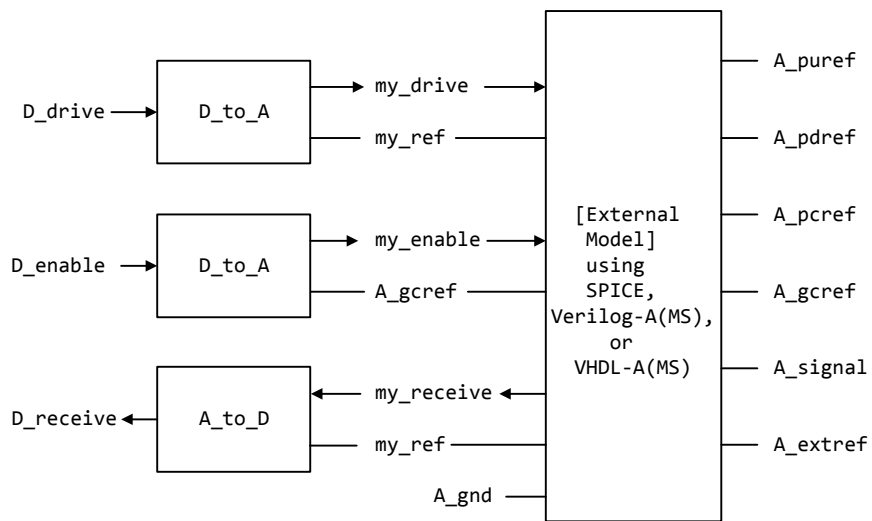 A_puref
my_drive
D_drive
D_to_A
my_ref
A_pdref
[External
Model]
using
SPICE,
Verilog-A(MS),
or
VHDL-A(MS)
A_pcref
my_enable
D_enable
D_to_A
A_gcref
A_gcref
my_receive
A_signal
D_receive
A_to_D
my_ref
A_extref
A_gnd